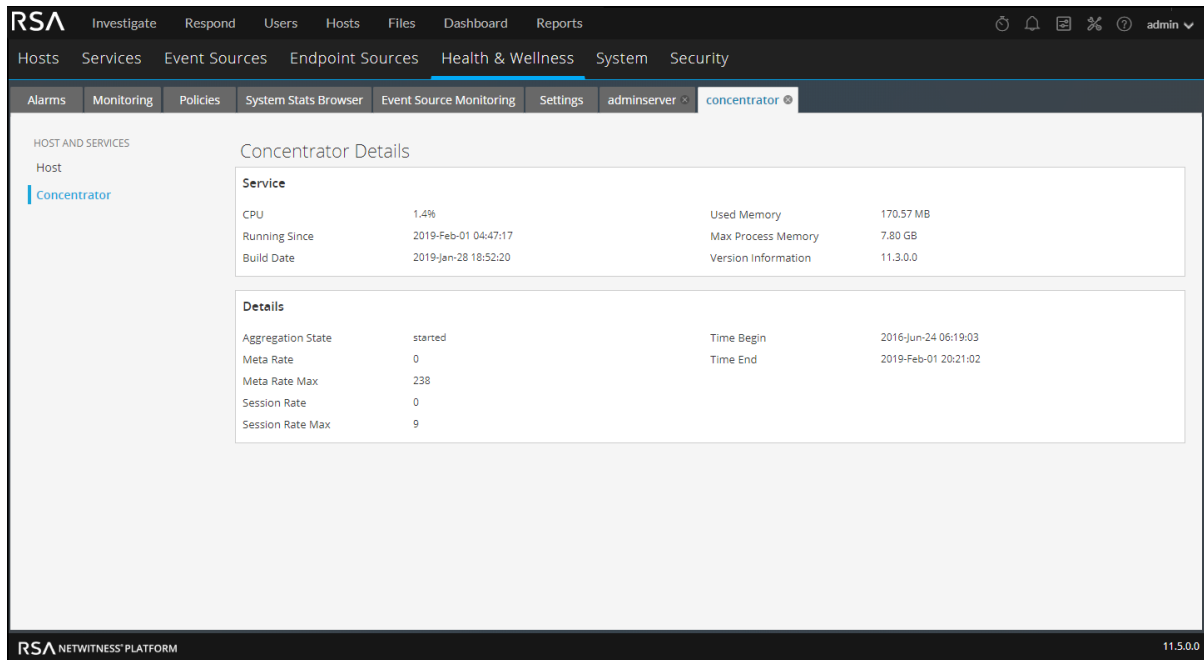 RSA Investigate Respond Users Hosts Files Dashboard Reports admin
Hosts Services Event Sources Endpoint Sources Health & Wellness System Security
Alarms Monitoring Policies System Stats Browser Event Source Monitoring Settings adminserver concentrator
HOST AND SERVICES
Host
Concentrator
Concentrator Details
Service
CPU 1.4% Used Memory 170.57 MB
Running Since 2019-Feb-01 04:47:17 Max Process Memory 7.80 GB
Build Date 2019-Jan-28 18:52:20 Version Information 11.3.0.0
Details
Aggregation State started Time Begin 2016-Jun-24 06:19:03
Meta Rate 0 Time End 2019-Feb-01 20:21:02
Meta Rate Max 238
Session Rate 0
Session Rate Max 9
RSA NETWITNESS® PLATFORM 11.5.0.0